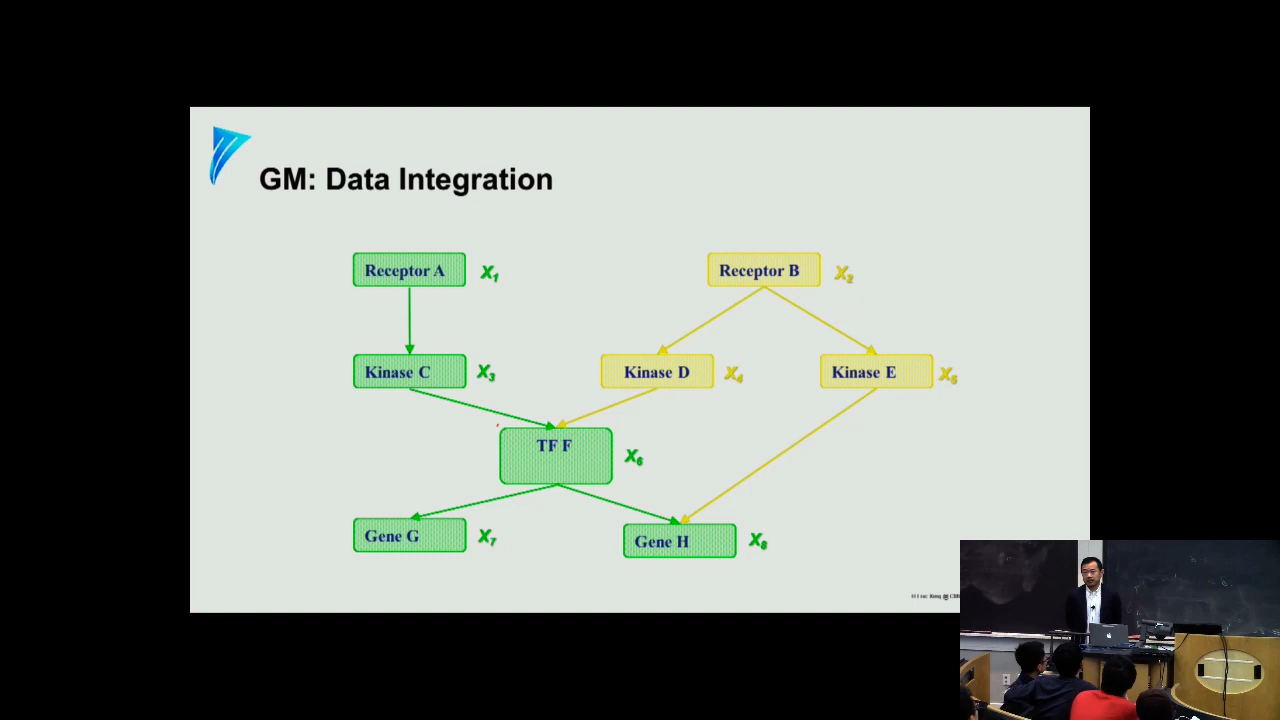 GM: Data Integration
Receptor A X1
Receptor B X2
Kinase C X3
Kinase D X4
Kinase E X5
TF F X6
Gene G X7
Gene H X8